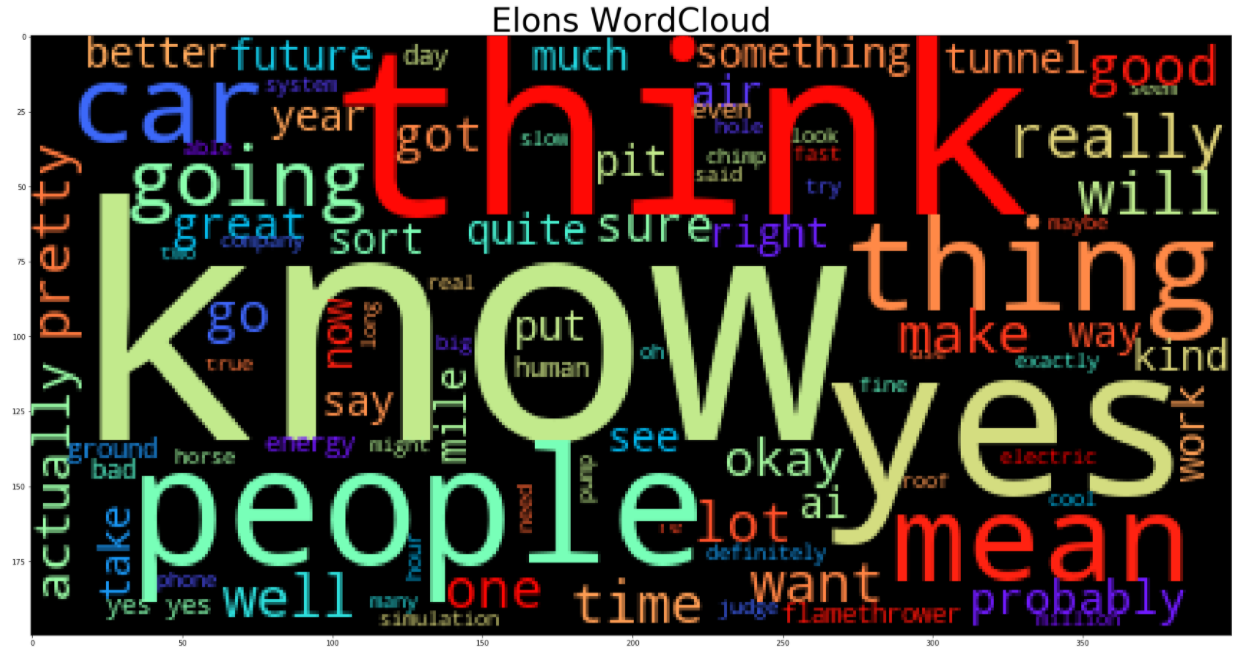 Elons WordCloud
better future day much something tunnel good
seem
car system think air
year got even hole
slow look really
able pit chimp fast
said try
going will
pretty great quite sure right maybe
two company sort thing
know real
go now long put big oh make way
true human exactly kind
say mile fine yes
ground energy might see okay work
bad horse electric
actually people pump need ai roof cool
take lot mean
hour definitely
phone one want
yes yes well many time judge flamethrower probably
simulation million
0
25
50
75
100
125
150
175
0 50 100 150 200 250 300 350